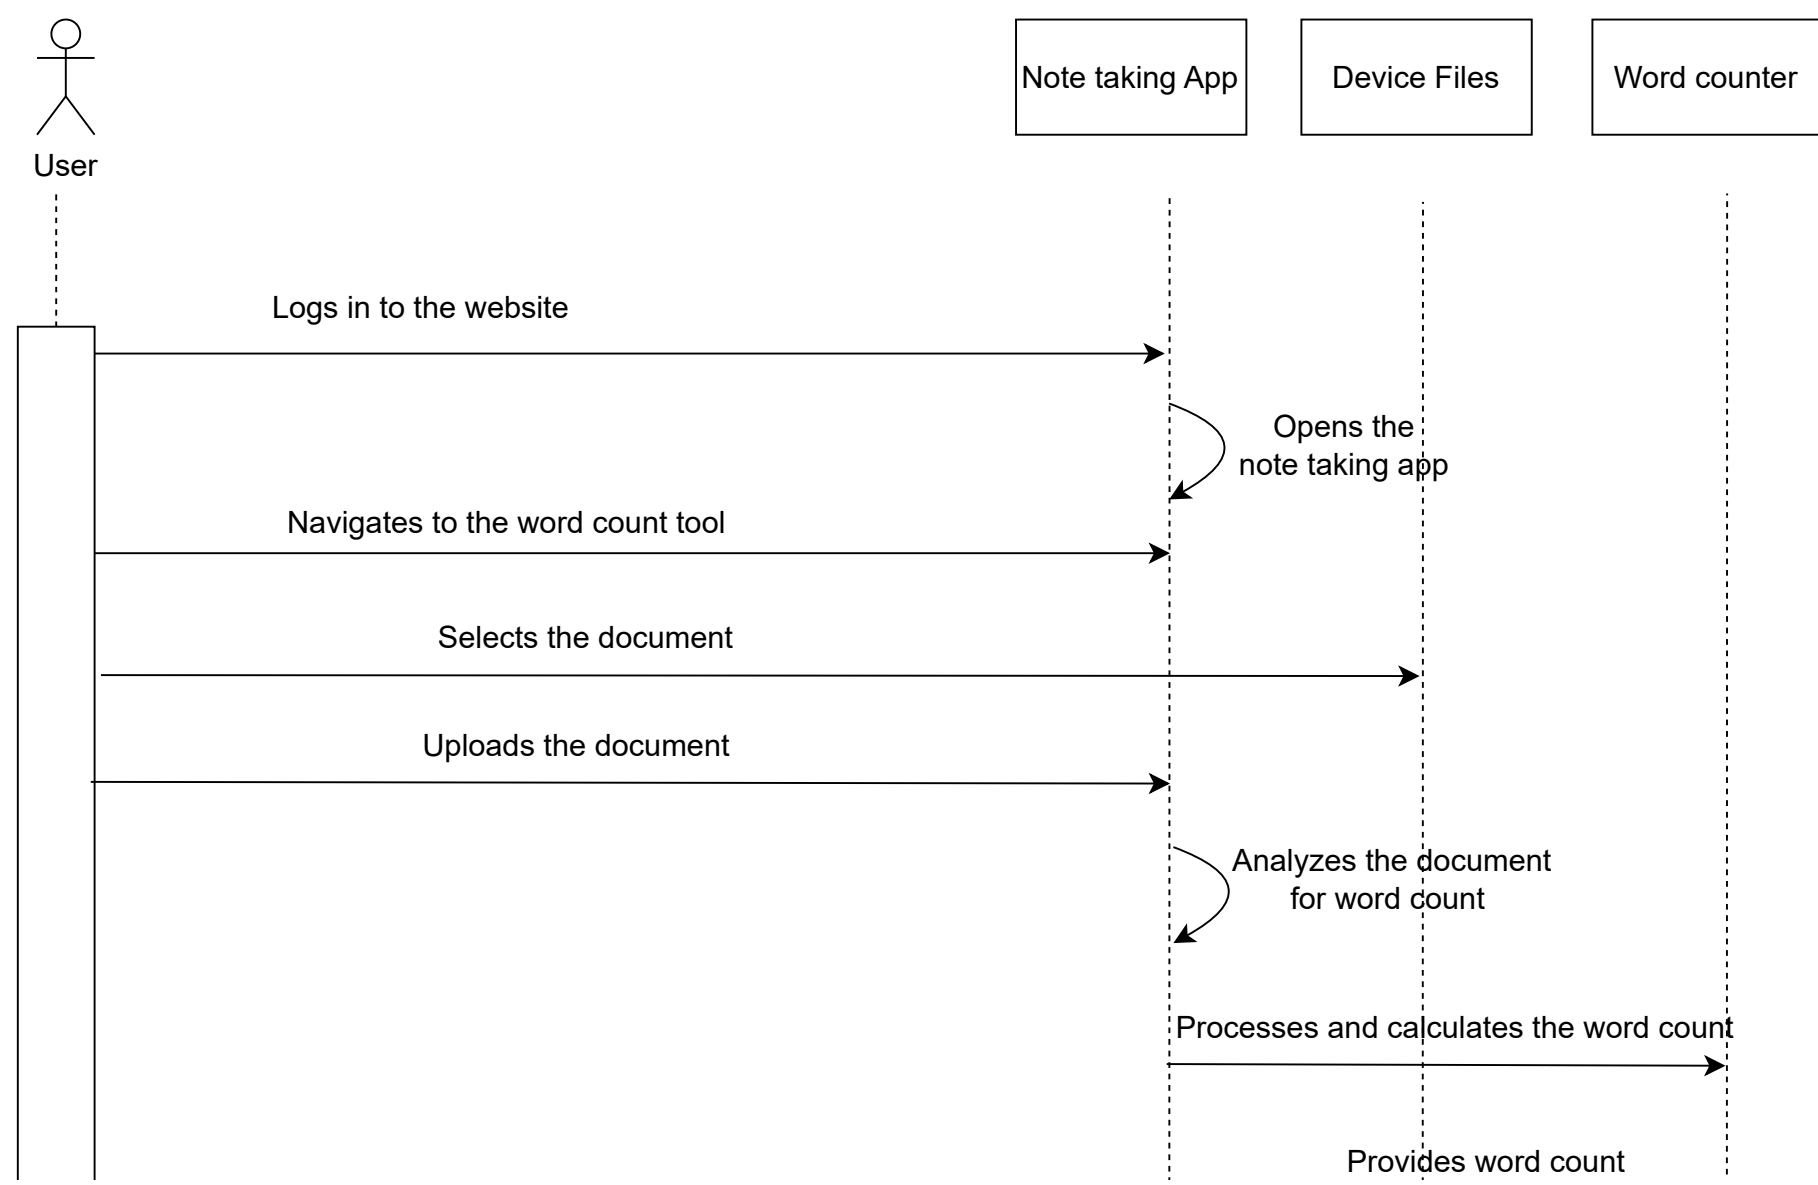 Note taking App
Device Files
Word counter
User
Logs in to the website
Opens the
note taking app
Navigates to the word count tool
Selects the document
Uploads the document
Analyzes the document
for word count
Processes and calculates the word count
Provides word count